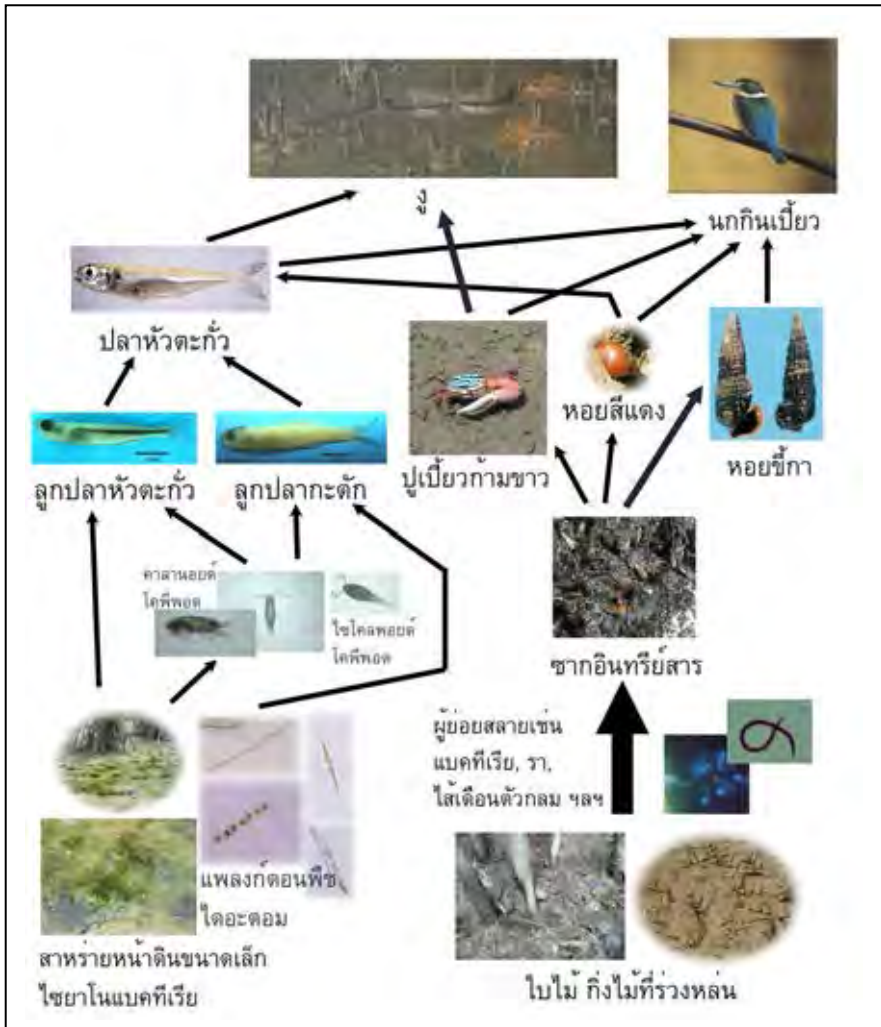 งู
นกกินเปี้ยว
ปลาหัวตะกั่ว
หอยสีแดง
ลูกปลาหัวตะกั่ว
ลูกปลากะตัก
ปูเปี้ยวก้ามขาว
หอยขี้กา
คาลานอยด์
โคพีพอด
ไซโคลพอยด์
โคพีพอด
ซากอินทรีย์สาร
ผู้ย่อยสลายเช่น
แบคทีเรีย, รา,
ไส้เดือนตัวกลม ฯลฯ
แพลงก์ตอนพืช
ไดอะตอม
สาหร่ายหน้าดินขนาดเล็ก
ไซยาโนแบคทีเรีย
ใบไม้ กิ่งไม้ที่ร่วงหล่น